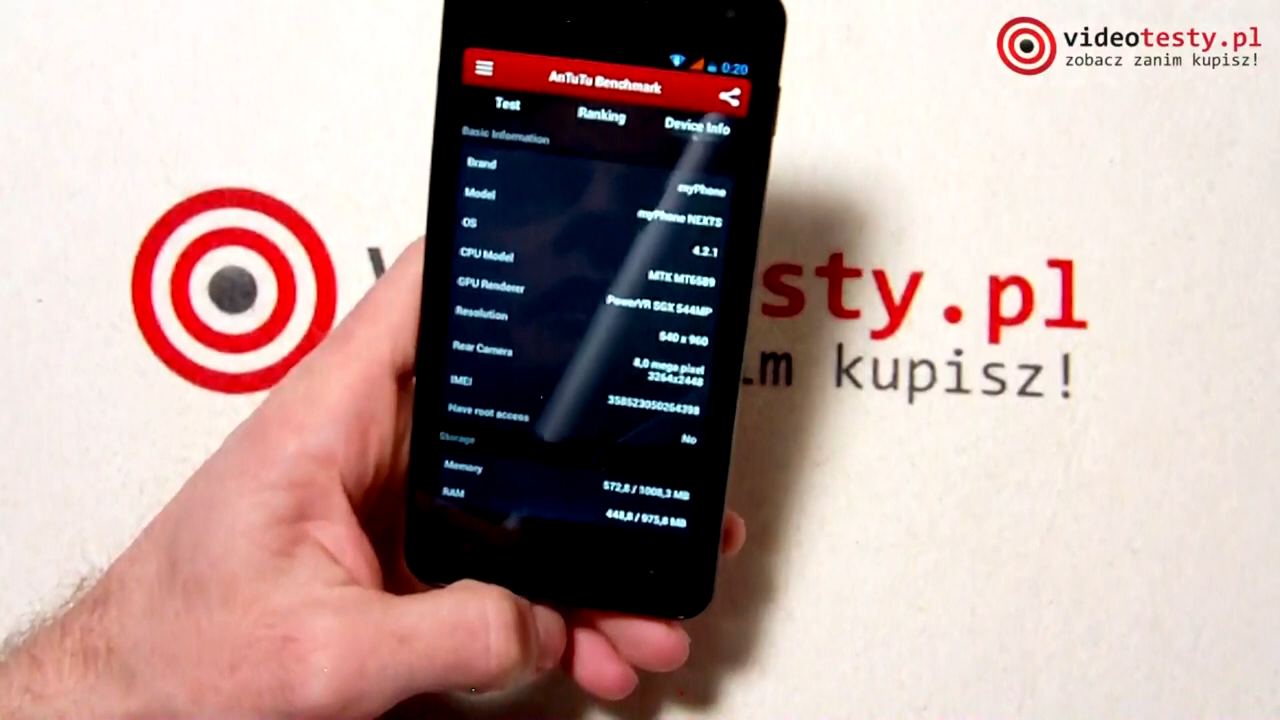 videotesty.pl
zobacz zanim kupisz!
0:20
AnTuTu Benchmark
Test Ranking Device Info
Basic Information
Brand myPhone
Model myPhone NEXTS
OS 4.2.1
CPU Model MTK MT6589
GPU Renderer PowerVR SGX 544MP
Resolution 540 x 960
Rear Camera 8,0 mega pixel
3264x2448
IMEI 358523050264398
Have root access No
Storage
Memory 572,8 / 1008,3 MB
RAM 448,8 / 975,8 MB
v sty.pl
m kupisz!